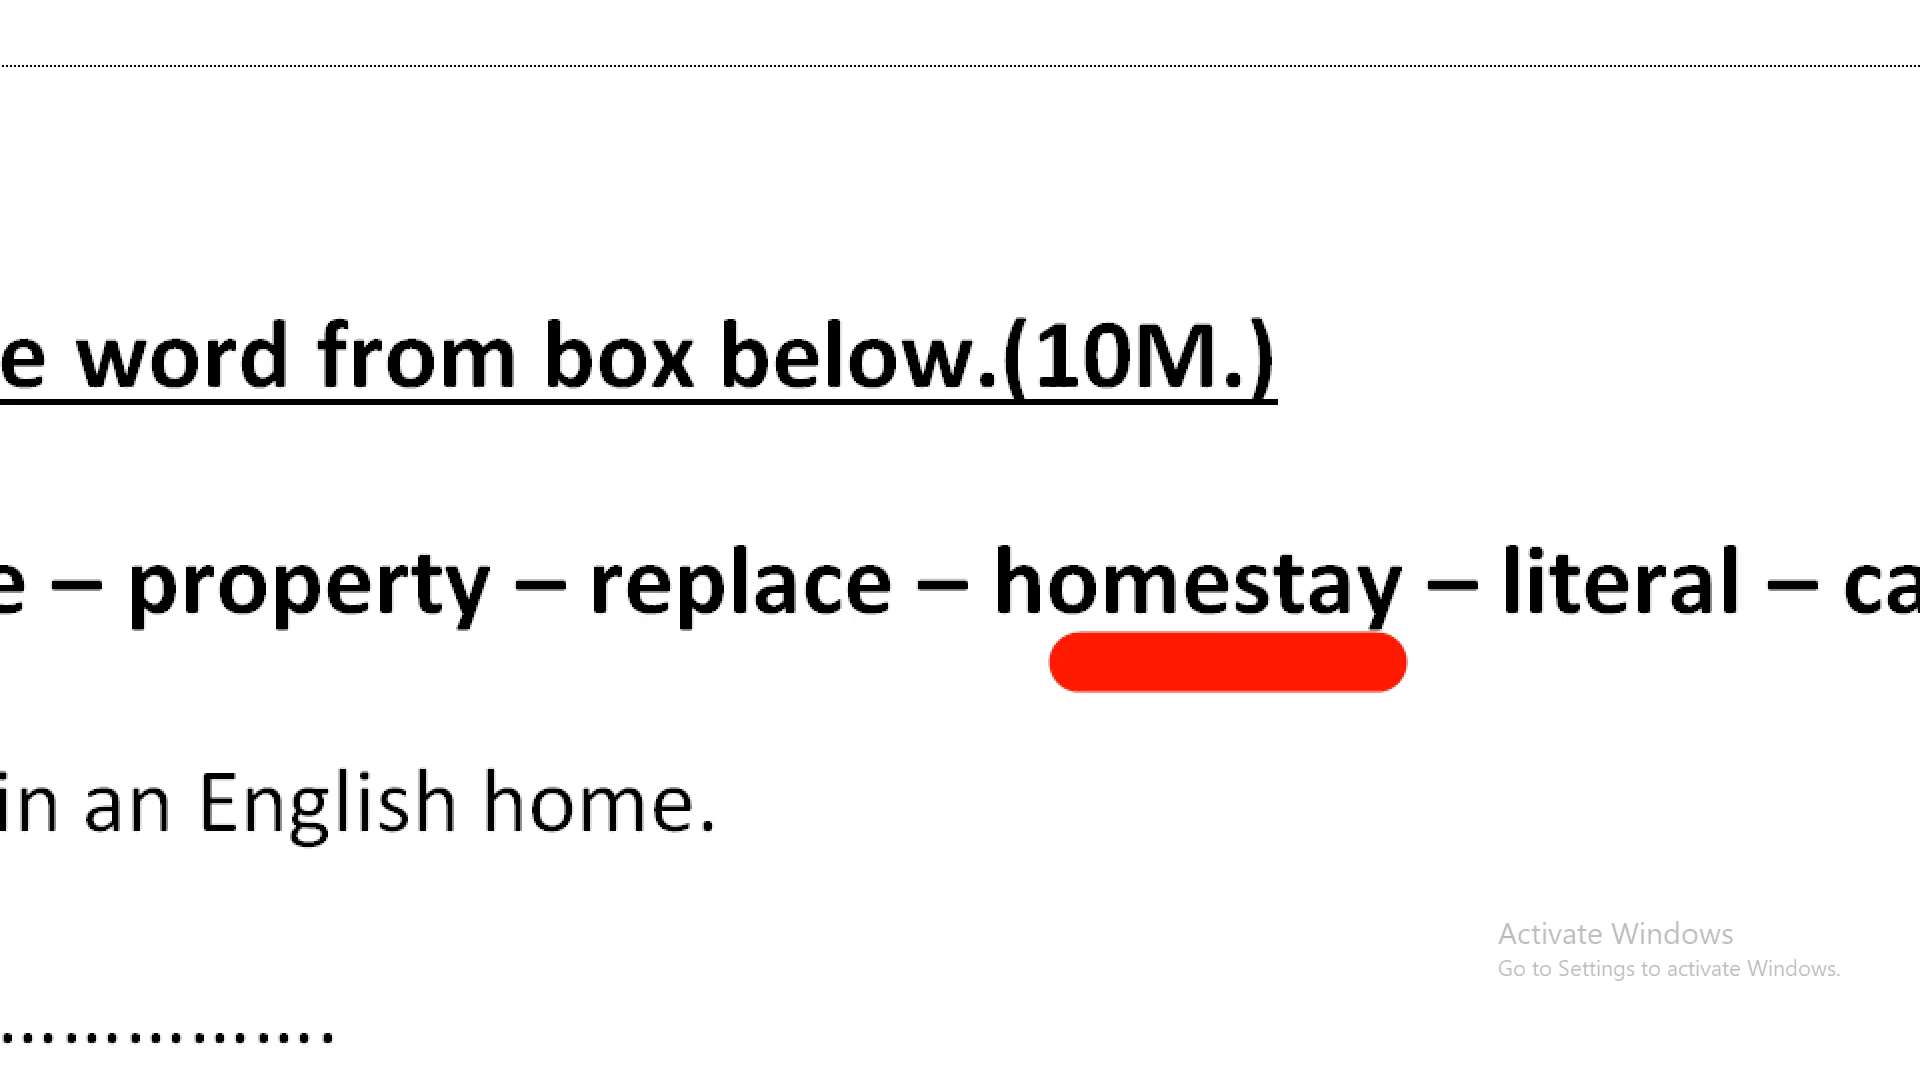 e word from box below.(10M.)
e – property – replace – homestay – literal – ca
in an English home.
Activate Windows
Go to Settings to activate Windows.
…………….